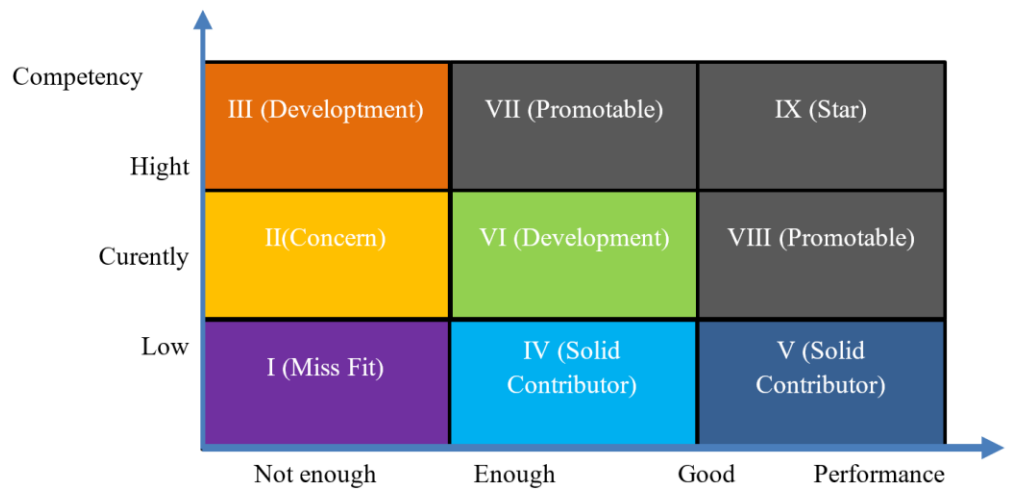 Competency
III (Developtment)
VII (Promotable)
IX (Star)
Hight
II(Concern)
VI (Development)
VIII (Promotable)
Curently
Low
I (Miss Fit)
IV (Solid
Contributor)
V (Solid
Contributor)
Not enough
Enough
Good
Performance